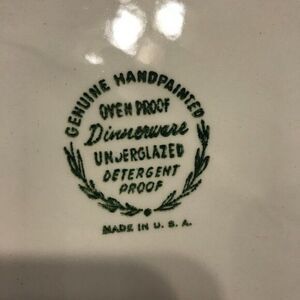 GENUINE HANDPAINTED
OVEN PROOF
Dinnerware
UNDERGLAZED
DETERGENT
PROOF
MADE IN U. S. A.